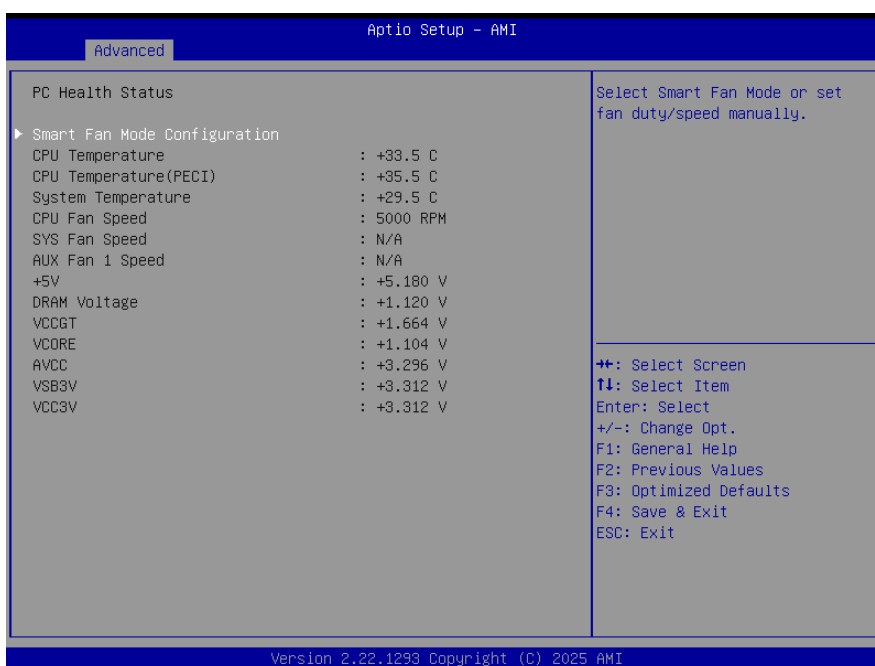 Aptio Setup – AMI
Advanced
PC Health Status
Smart Fan Mode Configuration
CPU Temperature : +33.5 C
CPU Temperature(PECI) : +35.5 C
System Temperature : +29.5 C
CPU Fan Speed : 5000 RPM
SYS Fan Speed : N/A
AUX Fan 1 Speed : N/A
+5V : +5.180 V
DRAM Voltage : +1.120 V
VCCGT : +1.664 V
VCORE : +1.104 V
AVCC : +3.296 V
VSB3V : +3.312 V
VCC3V : +3.312 V
Select Smart Fan Mode or set
fan duty/speed manually.
→←: Select Screen
↑↓: Select Item
Enter: Select
+/-: Change Opt.
F1: General Help
F2: Previous Values
F3: Optimized Defaults
F4: Save & Exit
ESC: Exit
Version 2.22.1293 Copyright (C) 2025 AMI